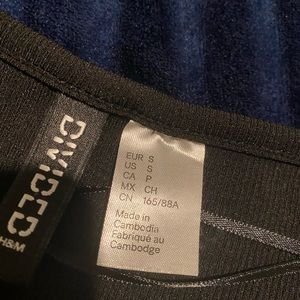 DIVIDED
H&M
EUR S
US S
CA P
MX CH
CN 165/88A
Made in
Cambodia
Fabriqué au
Cambodge